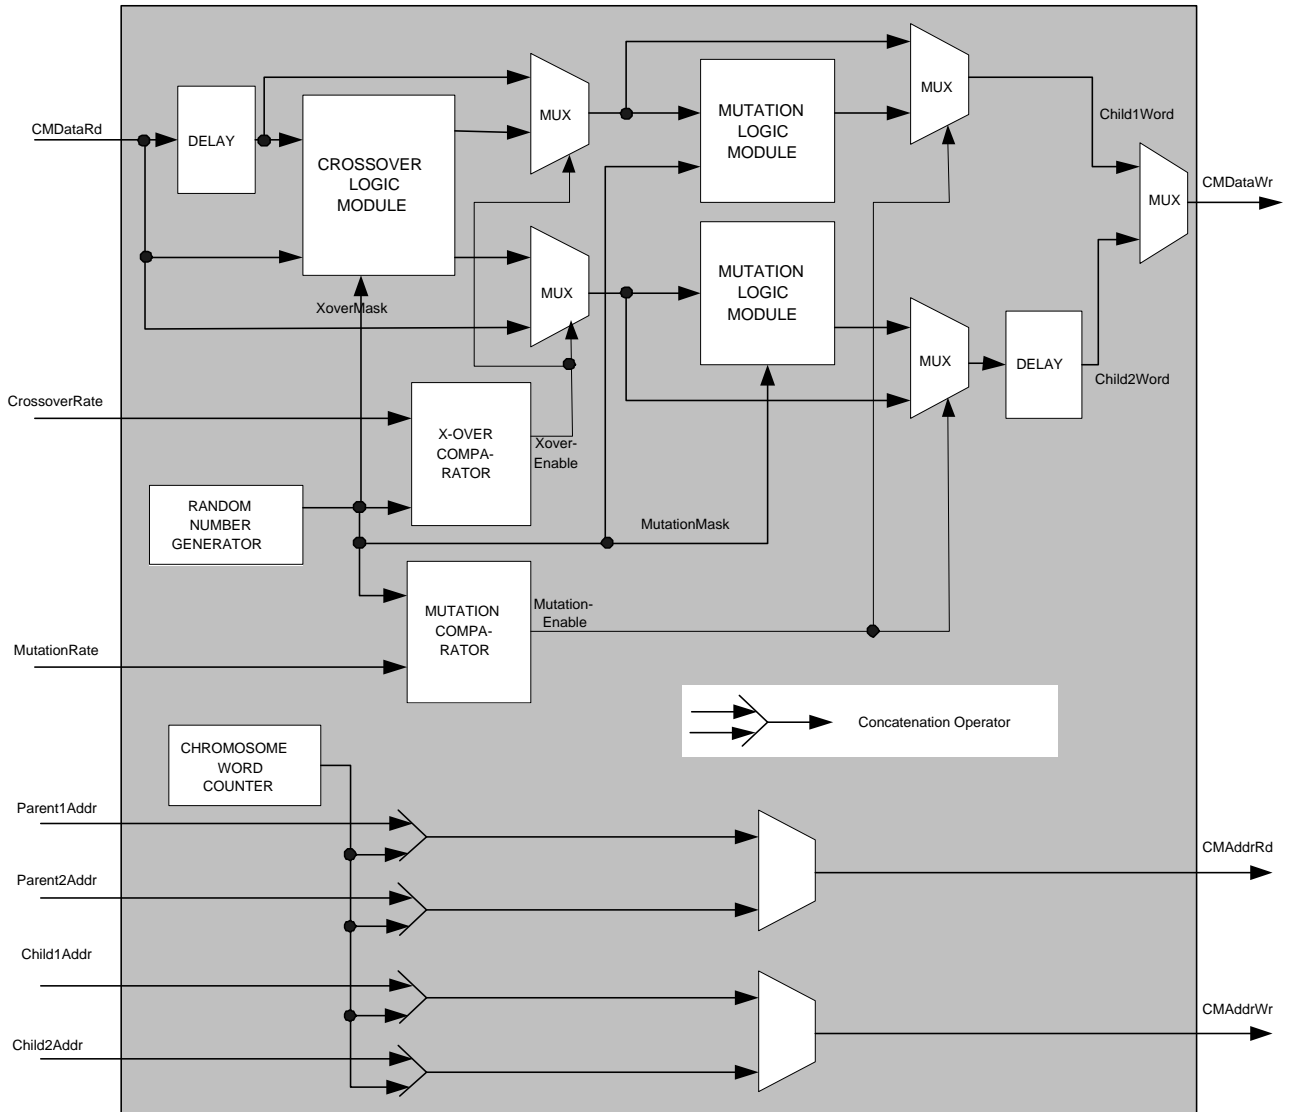 CMDataRd
DELAY
CROSSOVER
LOGIC
MODULE
XoverMask
MUX
MUX
MUTATION
LOGIC
MODULE
MUTATION
LOGIC
MODULE
MUX
MUX
DELAY
Child1Word
Child2Word
MUX
CMDataWr
CrossoverRate
X-OVER
COMPA-
RATOR
Xover-
Enable
RANDOM
NUMBER
GENERATOR
MutationMask
MUTATION
COMPA-
RATOR
Mutation-
Enable
MutationRate
Concatenation Operator
CHROMOSOME
WORD
COUNTER
Parent1Addr
Parent2Addr
Child1Addr
Child2Addr
CMAddrRd
CMAddrWr